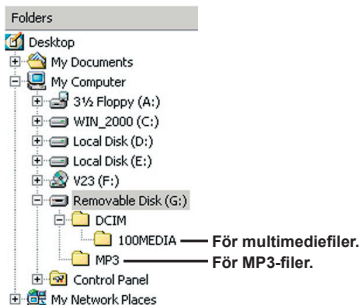 Folders
Desktop
My Documents
My Computer
3½ Floppy (A:)
WIN_2000 (C:)
Local Disk (D:)
Local Disk (E:)
V23 (F:)
Removable Disk (G:)
DCIM
100MEDIA För multimediefiler.
MP3 För MP3-filer.
Control Panel
My Network Places